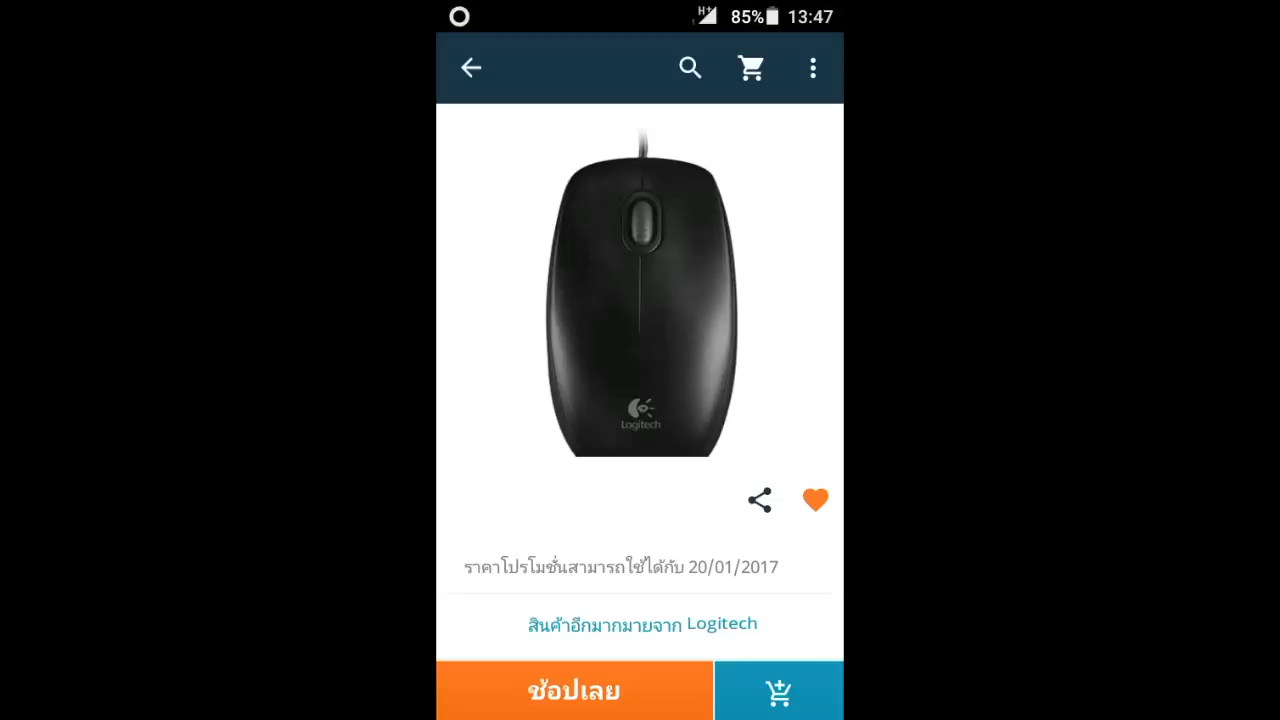 H+ 85% 13:47
Logitech
ราคาโปรโมชั่นสามารถใช้ได้กับ 20/01/2017
สินค้าอีกมากมายจาก Logitech
ช้อปเลย